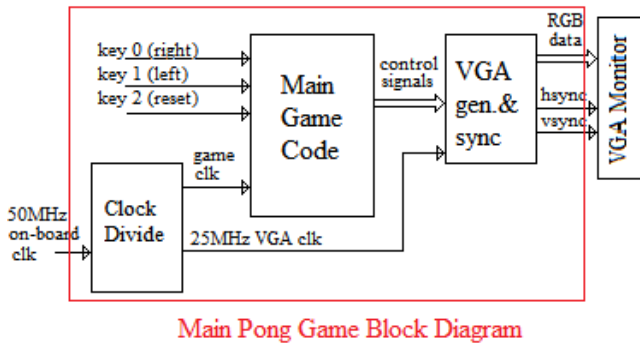 RGB
data
key 0 (right)
key 1 (left)
key 2 (reset)
Main
Game
Code
control
signals
VGA
gen.&
sync
hsync
vsync
VGA Monitor
game
clk
50MHz
on-board
clk
Clock
Divide
25MHz VGA clk
Main Pong Game Block Diagram